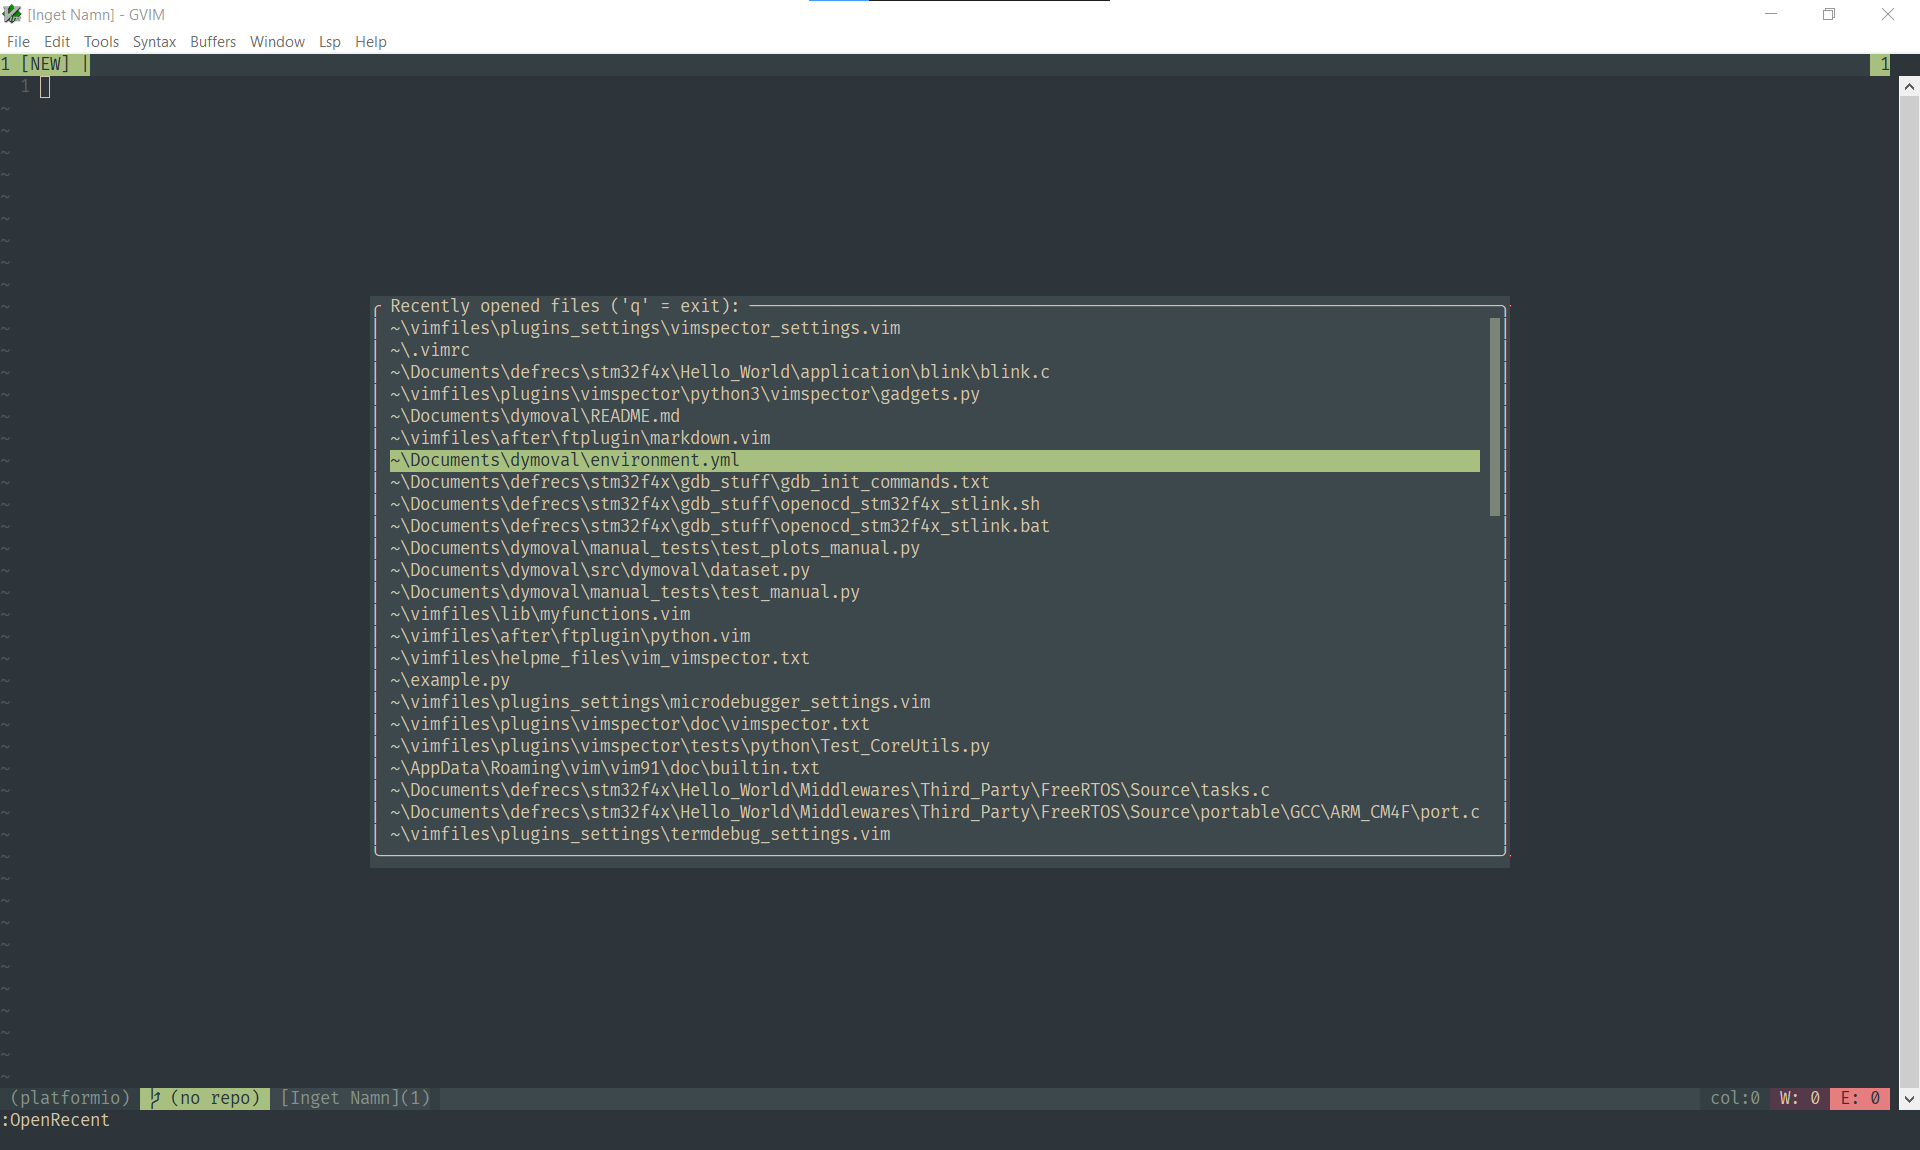 [Inget Namn] - GVIM
File Edit Tools Syntax Buffers Window Lsp Help
1 [NEW] | 1
1
~
~
~
~
~
~
~
~
~
Recently opened files ('q' = exit):
~\vimfiles\plugins_settings\vimspector_settings.vim
~\.vimrc
~\Documents\defrecs\stm32f4x\Hello_World\application\blink\blink.c
~\vimfiles\plugins\vimspector\python3\vimspector\gadgets.py
~\Documents\dymoval\README.md
~\vimfiles\after\ftplugin\markdown.vim
~\Documents\dymoval\environment.yml
~\Documents\defrecs\stm32f4x\gdb_stuff\gdb_init_commands.txt
~\Documents\defrecs\stm32f4x\gdb_stuff\openocd_stm32f4x_stlink.sh
~\Documents\defrecs\stm32f4x\gdb_stuff\openocd_stm32f4x_stlink.bat
~\Documents\dymoval\manual_tests\test_plots_manual.py
~\Documents\dymoval\src\dymoval\dataset.py
~\Documents\dymoval\manual_tests\test_manual.py
~\vimfiles\lib\myfunctions.vim
~\vimfiles\after\ftplugin\python.vim
~\vimfiles\helpme_files\vim_vimspector.txt
~\example.py
~\vimfiles\plugins_settings\microdebugger_settings.vim
~\vimfiles\plugins\vimspector\doc\vimspector.txt
~\vimfiles\plugins\vimspector\tests\python\Test_CoreUtils.py
~\AppData\Roaming\vim\vim91\doc\builtin.txt
~\Documents\defrecs\stm32f4x\Hello_World\Middlewares\Third_Party\FreeRTOS\Source\tasks.c
~\Documents\defrecs\stm32f4x\Hello_World\Middlewares\Third_Party\FreeRTOS\Source\portable\GCC\ARM_CM4F\port.c
~\vimfiles\plugins_settings\termdebug_settings.vim
(platformio) (no repo) [Inget Namn](1) col:0 W: 0 E: 0
:OpenRecent